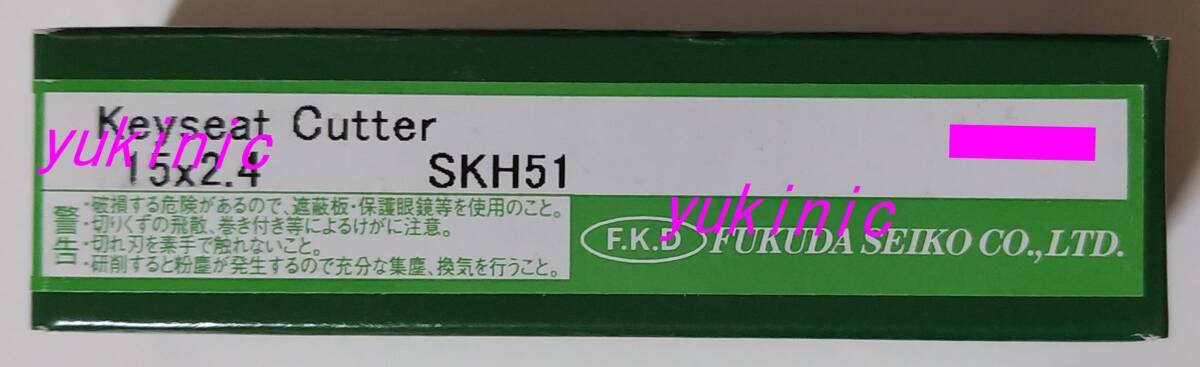 Keyseat Cutter
15x2.4 SKH51
yukinic
警告
・破損する危険があるので、遮蔽板・保護眼鏡等を使用のこと。
・切りくずの飛散、巻き付き等によるけがに注意。
・切れ刃を素手で触れないこと。
・研削すると粉塵が発生するので充分な集塵、換気を行うこと。
yukinic
F.K.D FUKUDA SEIKO CO.,LTD.